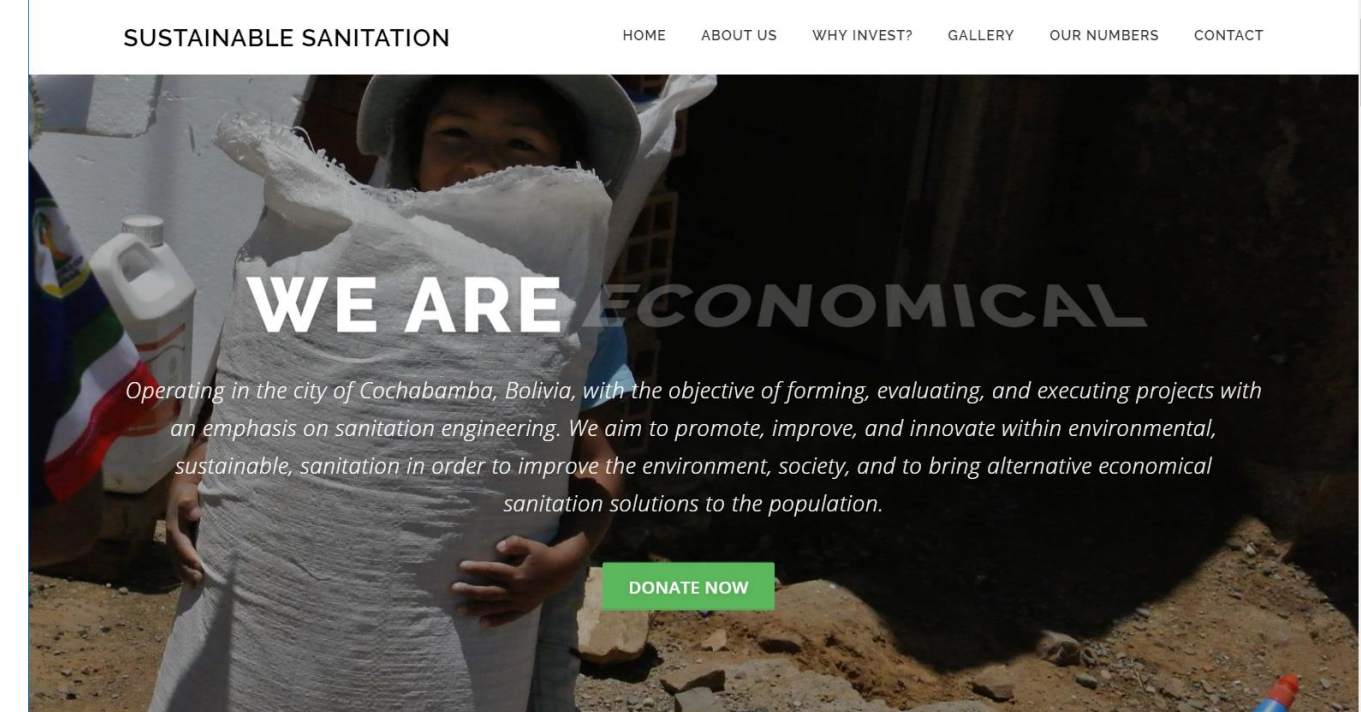 SUSTAINABLE SANITATION
HOME ABOUT US WHY INVEST? GALLERY OUR NUMBERS CONTACT
WE ARE ECONOMICAL
Operating in the city of Cochabamba, Bolivia, with the objective of forming, evaluating, and executing projects with
an emphasis on sanitation engineering. We aim to promote, improve, and innovate within environmental,
sustainable, sanitation in order to improve the environment, society, and to bring alternative economical
sanitation solutions to the population.
DONATE NOW